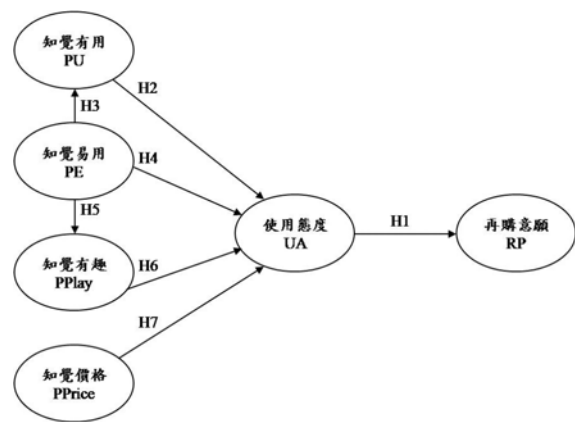 知覺有用
PU
H2
H3
知覺易用
PE
H4
H5
使用態度
UA
H1
再購意願
RP
知覺有趣
PPlay
H6
H7
知覺價格
PPrice